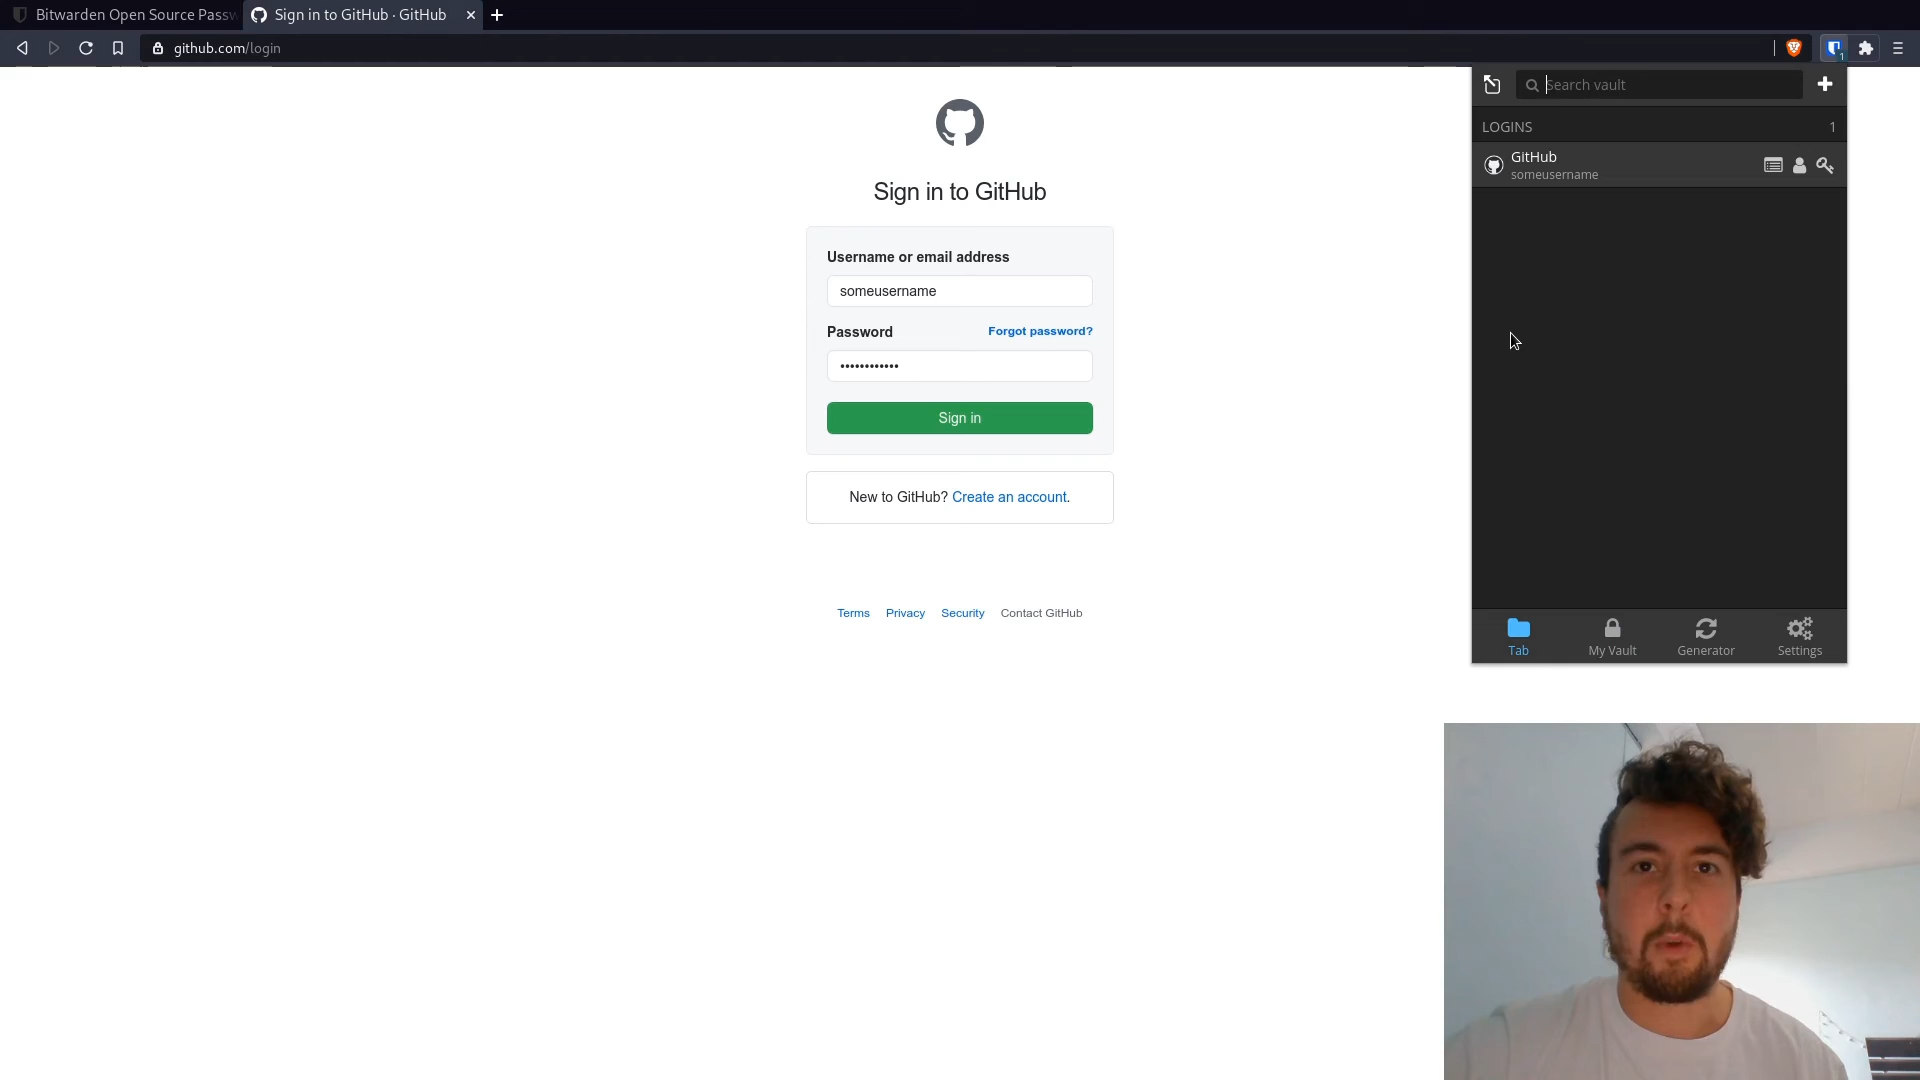 Bitwarden Open Source Passw
Sign in to GitHub · GitHub
github.com/login
1
Search vault
LOGINS
1
GitHub
someusername
Sign in to GitHub
Username or email address
someusername
Password
Forgot password?
••••••••••••
Sign in
New to GitHub? Create an account.
Terms
Privacy
Security
Contact GitHub
Tab
My Vault
Generator
Settings